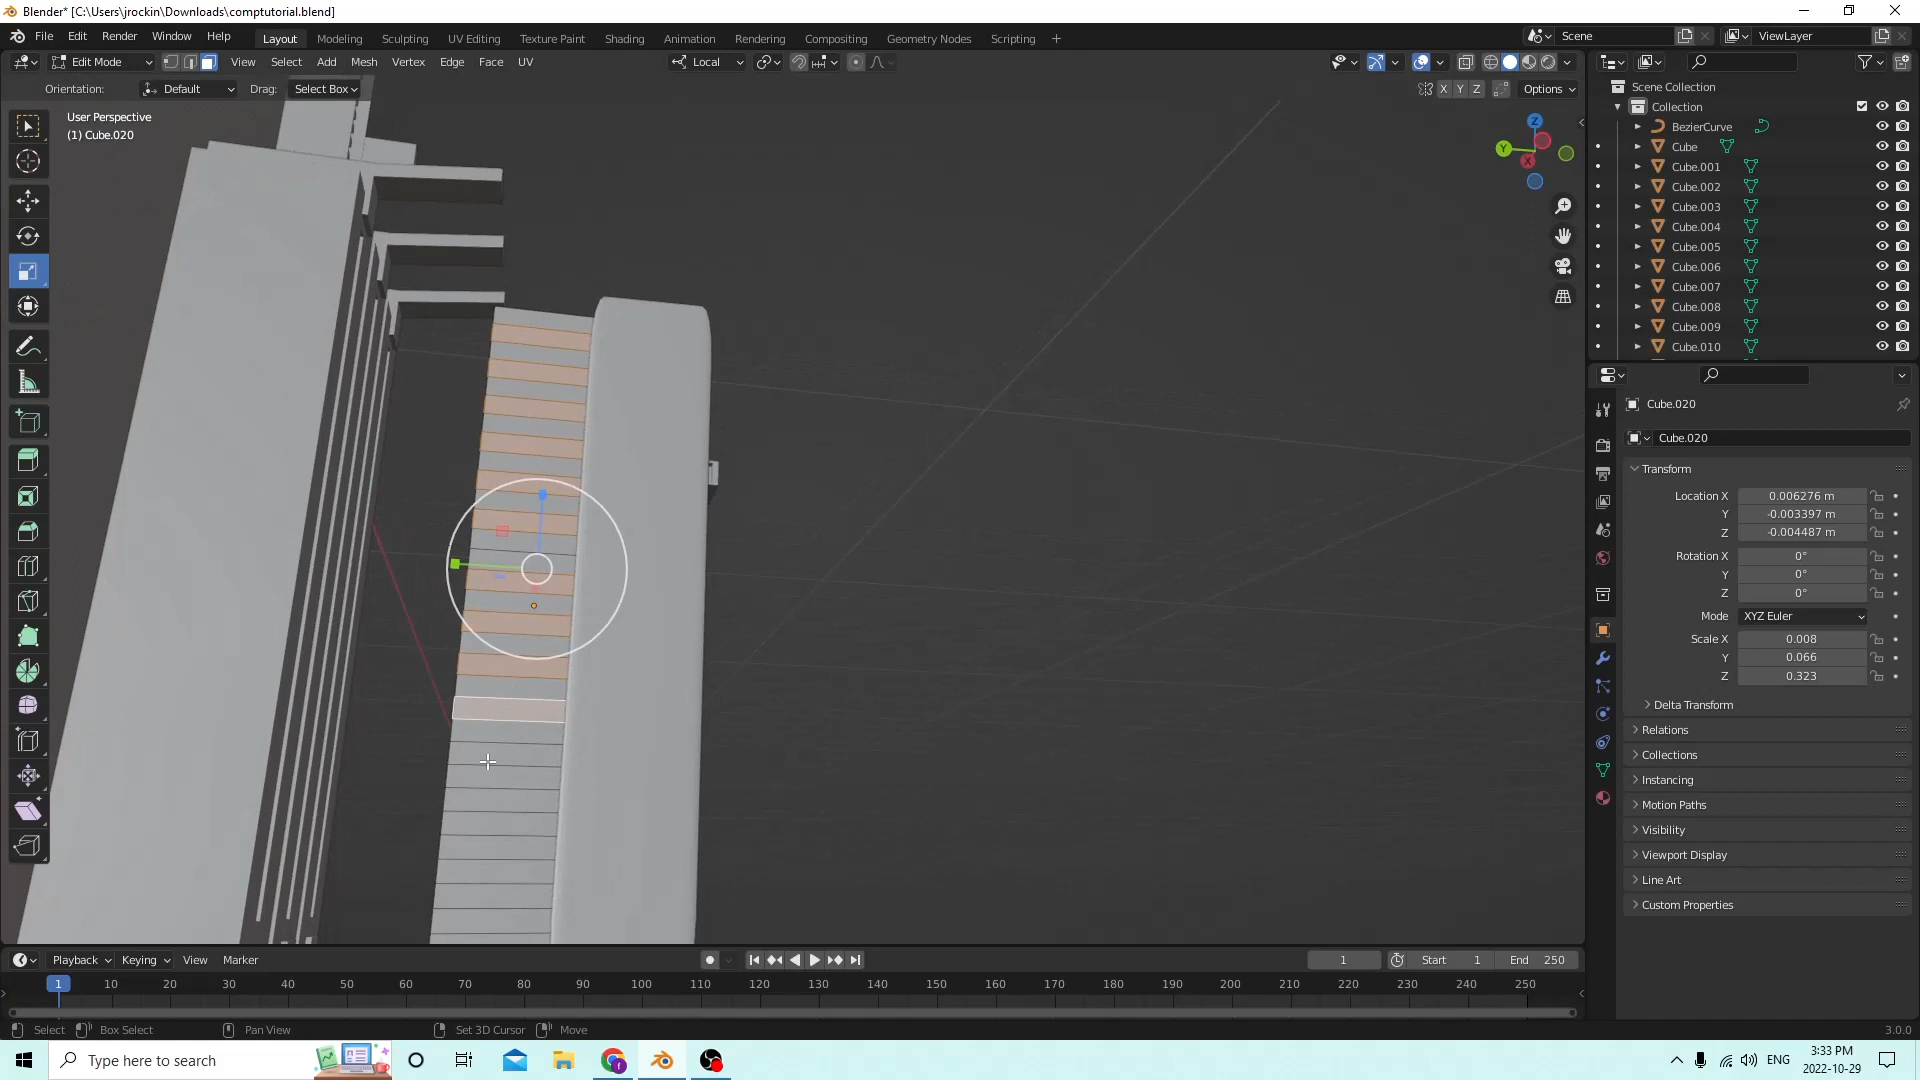 Blender* [C:\Users\jrockin\Downloads\comptutorial.blend]
File Edit Render Window Help Layout Modeling Sculpting UV Editing Texture Paint Shading Animation Rendering Compositing Geometry Nodes Scripting + Scene ViewLayer
Edit Mode View Select Add Mesh Vertex Edge Face UV Local
Orientation: Default Drag: Select Box X Y Z Options
User Perspective
(1) Cube.020
Z
Y
X
Scene Collection
Collection
BezierCurve
Cube
Cube.001
Cube.002
Cube.003
Cube.004
Cube.005
Cube.006
Cube.007
Cube.008
Cube.009
Cube.010
Cube.020
Cube.020
Transform
Location X 0.006276 m
Y -0.003397 m
Z -0.004487 m
Rotation X 0°
Y 0°
Z 0°
Mode XYZ Euler
Scale X 0.008
Y 0.066
Z 0.323
Delta Transform
Relations
Collections
Instancing
Motion Paths
Visibility
Viewport Display
Line Art
Custom Properties
Playback Keying View Marker 1 Start 1 End 250
1 10 20 30 40 50 60 70 80 90 100 110 120 130 140 150 160 170 180 190 200 210 220 230 240 250
Select Box Select Pan View Set 3D Cursor Move 3.0.0
Type here to search ENG
3:33 PM
2022-10-29